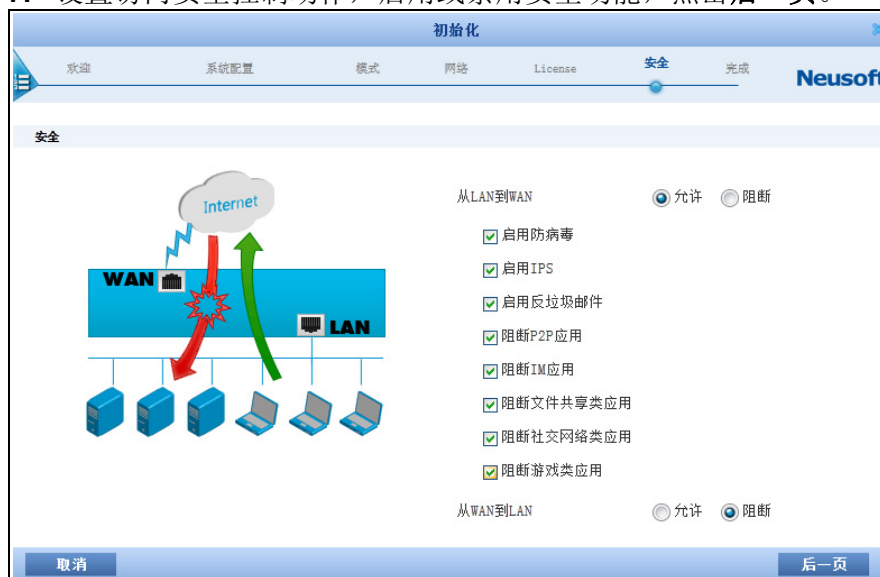 初始化
欢迎 系统配置 模式 网络 License 安全 完成
Neusoft
安全
Internet
WAN
LAN
从LAN到WAN 允许 阻断
启用防病毒
启用IPS
启用反垃圾邮件
阻断P2P应用
阻断IM应用
阻断文件共享类应用
阻断社交网络类应用
阻断游戏类应用
从WAN到LAN 允许 阻断
取消 后一页